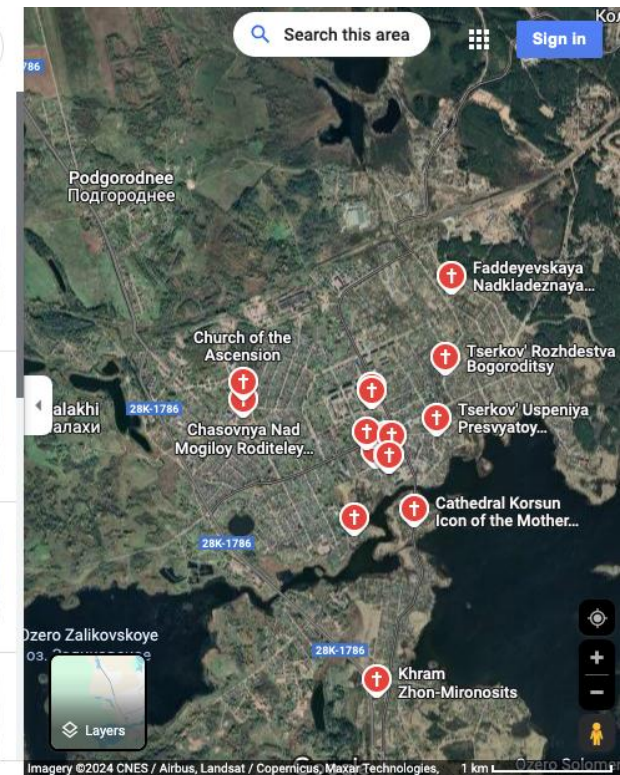 Кол
Search this area
Sign in
786
Podgorodnee
Подгороднее
Faddeyevskaya
Nadkladeznaya...
Church of the
Ascension
Tserkov' Rozhdestva
Bogoroditsy
alakhi
алахи
28K-1786
Tserkov' Uspeniya
Presvyatoy...
Chasovnya Nad
Mogiloy Roditeley...
Cathedral Korsun
Icon of the Mother...
28K-1786
Ozero Zalikovskoye
оз.
28K-1786
Khram
Zhon-Mironosits
Layers
Imagery ©2024 CNES / Airbus, Landsat / Copernicus, Maxar Technologies,
1 km
Ozero Solomer